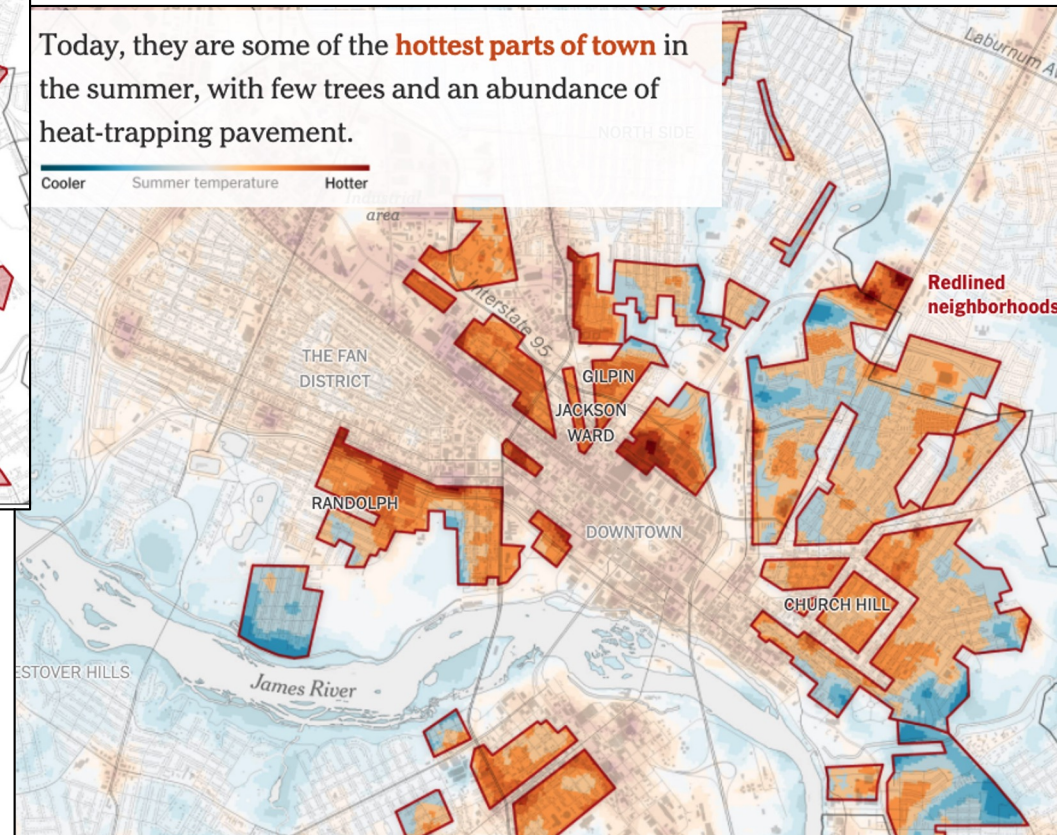 Today, they are some of the hottest parts of town in
the summer, with few trees and an abundance of
heat-trapping pavement.
Cooler Summer temperature Hotter
Laburnum
NORTH SIDE
Industrial
area
Redlined
neighborhoods
Interstate 95
THE FAN
DISTRICT
GILPIN
JACKSON
WARD
RANDOLPH
DOWNTOWN
CHURCH HILL
ESTOVER HILLS
James River